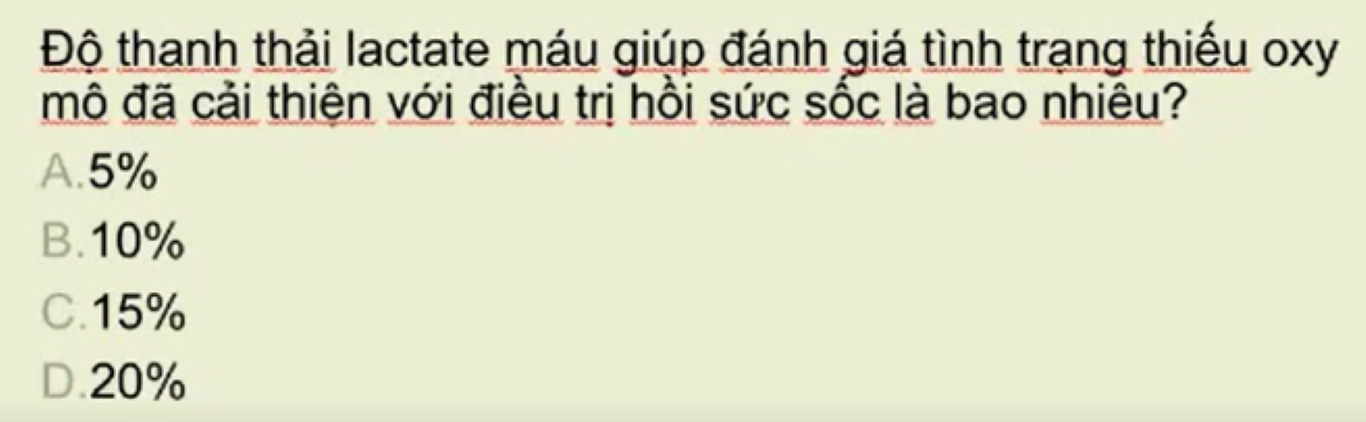 Độ thanh thải lactate máu giúp đánh giá tình trạng thiếu oxy
mô đã cải thiện với điều trị hồi sức sốc là bao nhiêu?
A.5%
B.10%
C.15%
D.20%